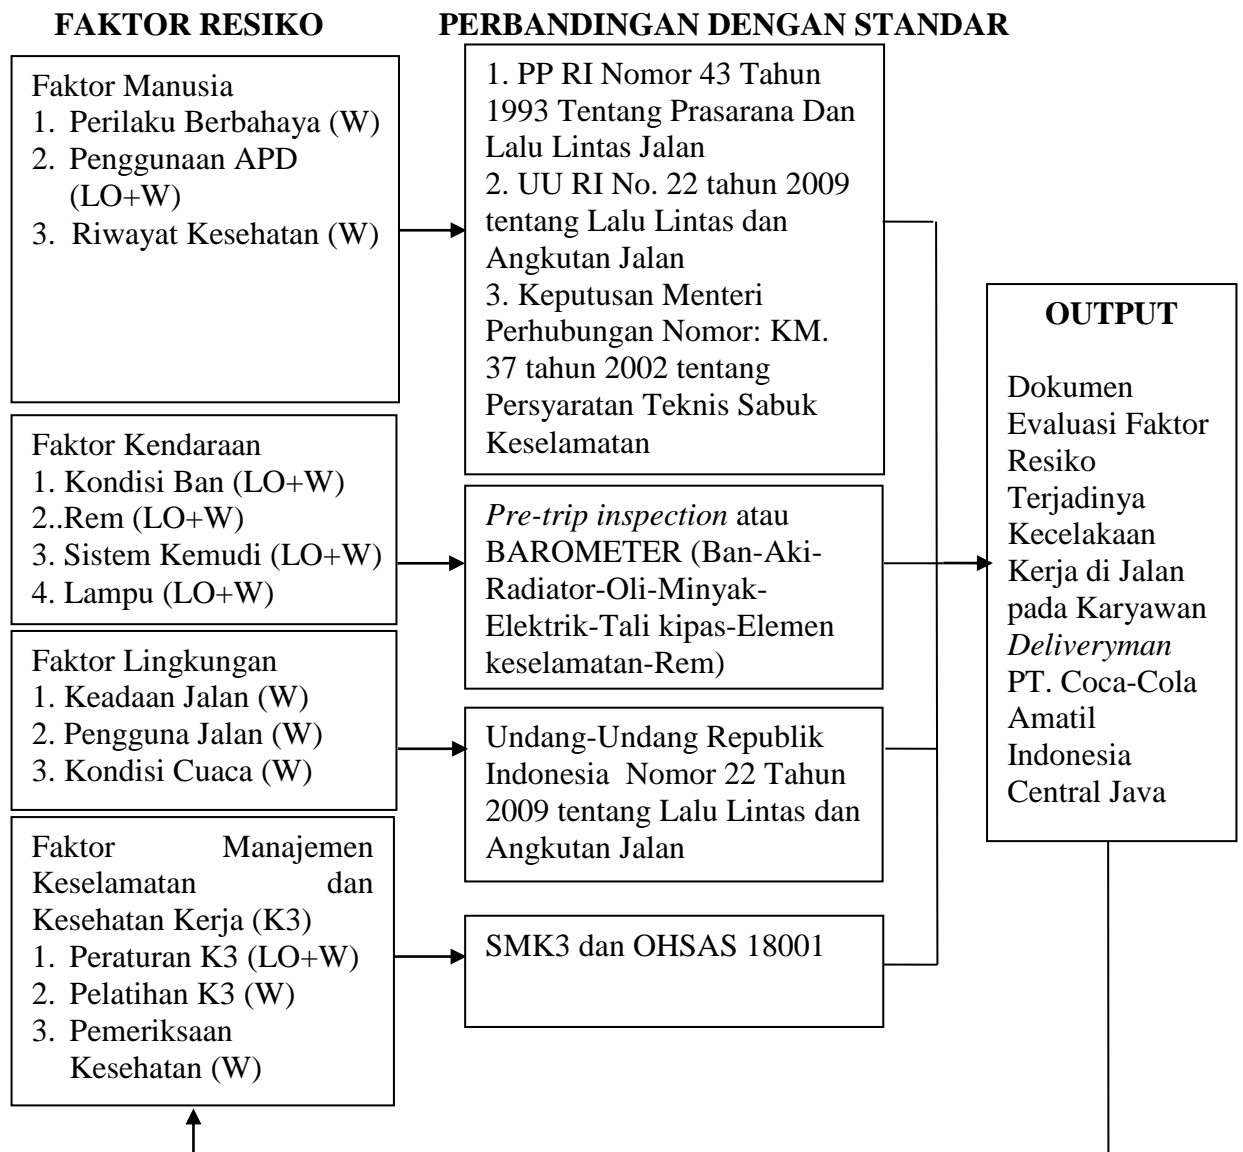 FAKTOR RESIKO
PERBANDINGAN DENGAN STANDAR
Faktor Manusia
1. Perilaku Berbahaya (W)
2. Penggunaan APD
(LO+W)
3. Riwayat Kesehatan (W)
1. PP RI Nomor 43 Tahun
1993 Tentang Prasarana Dan
Lalu Lintas Jalan
2. UU RI No. 22 tahun 2009
tentang Lalu Lintas dan
Angkutan Jalan
3. Keputusan Menteri
Perhubungan Nomor: KM.
37 tahun 2002 tentang
Persyaratan Teknis Sabuk
Keselamatan
Faktor Kendaraan
1. Kondisi Ban (LO+W)
2..Rem (LO+W)
3. Sistem Kemudi (LO+W)
4. Lampu (LO+W)
Pre-trip inspection atau
BAROMETER (Ban-Aki-
Radiator-Oli-Minyak-
Elektrik-Tali kipas-Elemen
keselamatan-Rem)
Faktor Lingkungan
1. Keadaan Jalan (W)
2. Pengguna Jalan (W)
3. Kondisi Cuaca (W)
Undang-Undang Republik
Indonesia Nomor 22 Tahun
2009 tentang Lalu Lintas dan
Angkutan Jalan
Faktor Manajemen
Keselamatan dan
Kesehatan Kerja (K3)
1. Peraturan K3 (LO+W)
2. Pelatihan K3 (W)
3. Pemeriksaan
Kesehatan (W)
SMK3 dan OHSAS 18001
OUTPUT
Dokumen
Evaluasi Faktor
Resiko
Terjadinya
Kecelakaan
Kerja di Jalan
pada Karyawan
Deliveryman
PT. Coca-Cola
Amatil
Indonesia
Central Java